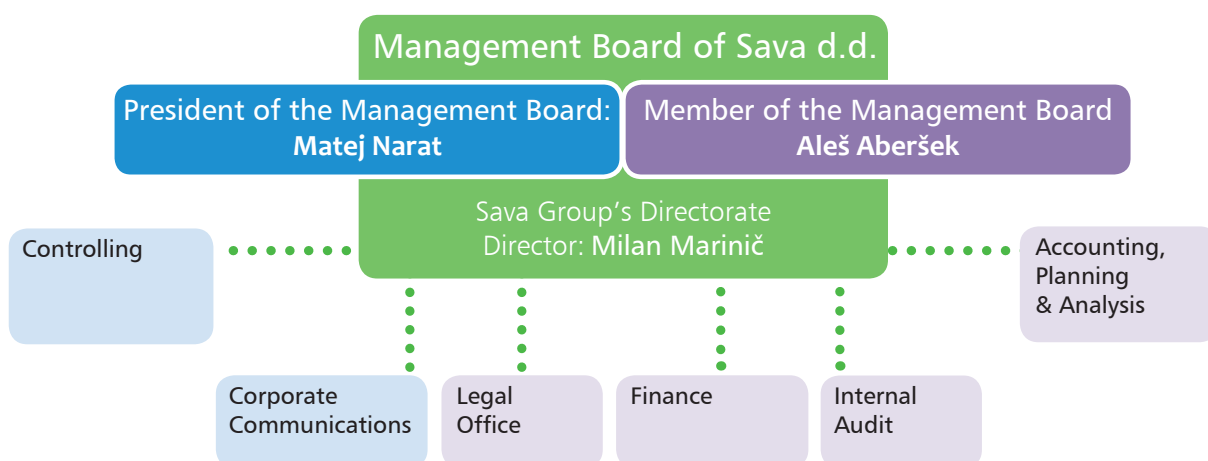 Management Board of Sava d.d.
President of the Management Board:
Matej Narat
Member of the Management Board
Aleš Aberšek
Sava Group’s Directorate
Director: Milan Marinič
Controlling
Accounting,
Planning
& Analysis
Corporate
Communications
Legal
Office
Finance
Internal
Audit